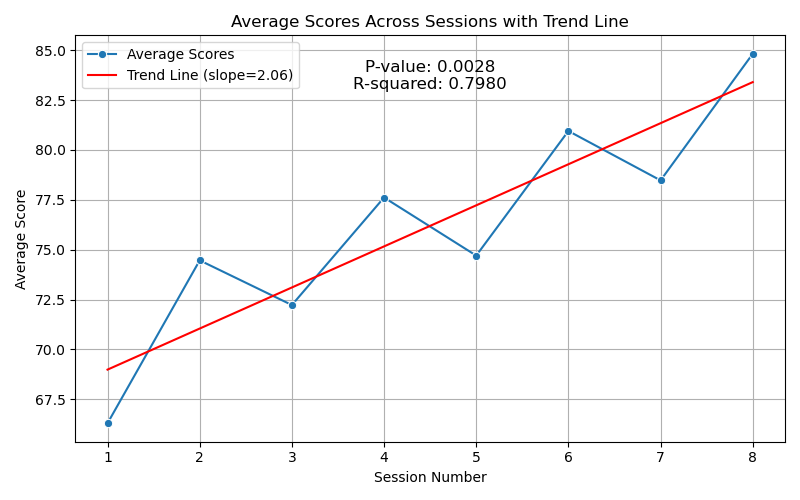 Average Scores Across Sessions with Trend Line
Average Scores
Trend Line (slope=2.06)
P-value: 0.0028
R-squared: 0.7980
85.0
82.5
80.0
77.5
75.0
72.5
70.0
67.5
Average Score
1 2 3 4 5 6 7 8
Session Number